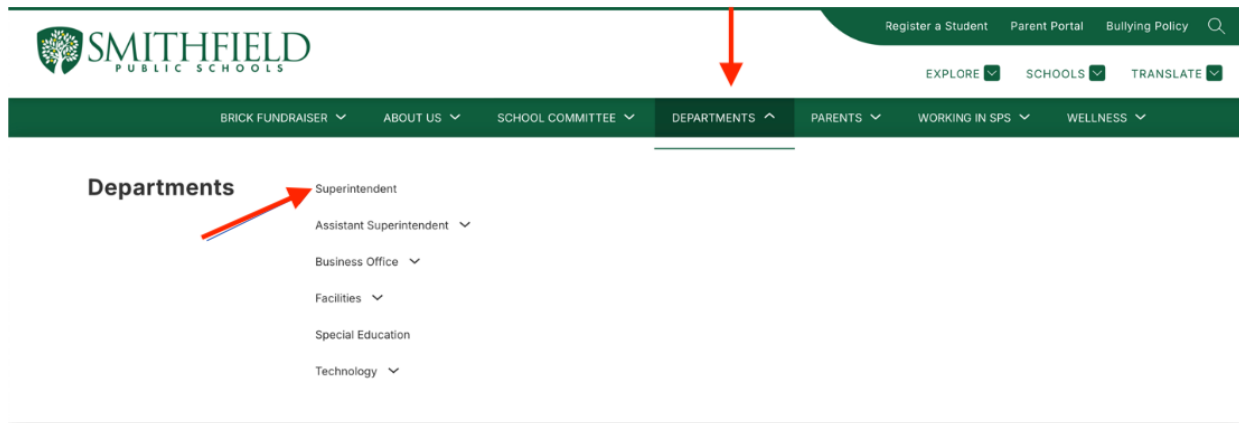 Register a Student Parent Portal Bullying Policy
SMITHFIELD
PUBLIC SCHOOLS
EXPLORE SCHOOLS TRANSLATE
BRICK FUNDRAISER ABOUT US SCHOOL COMMITTEE DEPARTMENTS PARENTS WORKING IN SPS WELLNESS
Departments
Superintendent
Assistant Superintendent
Business Office
Facilities
Special Education
Technology